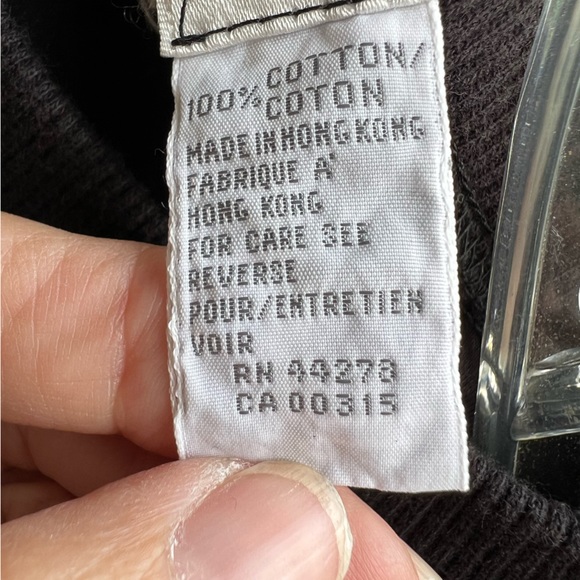 100% COTTON/
COTON
MADE IN HONG KONG
FABRIQUE A'
HONG KONG
FOR CARE SEE
REVERSE
POUR/ENTRETIEN
VOIR
RN 44278
CA 00315